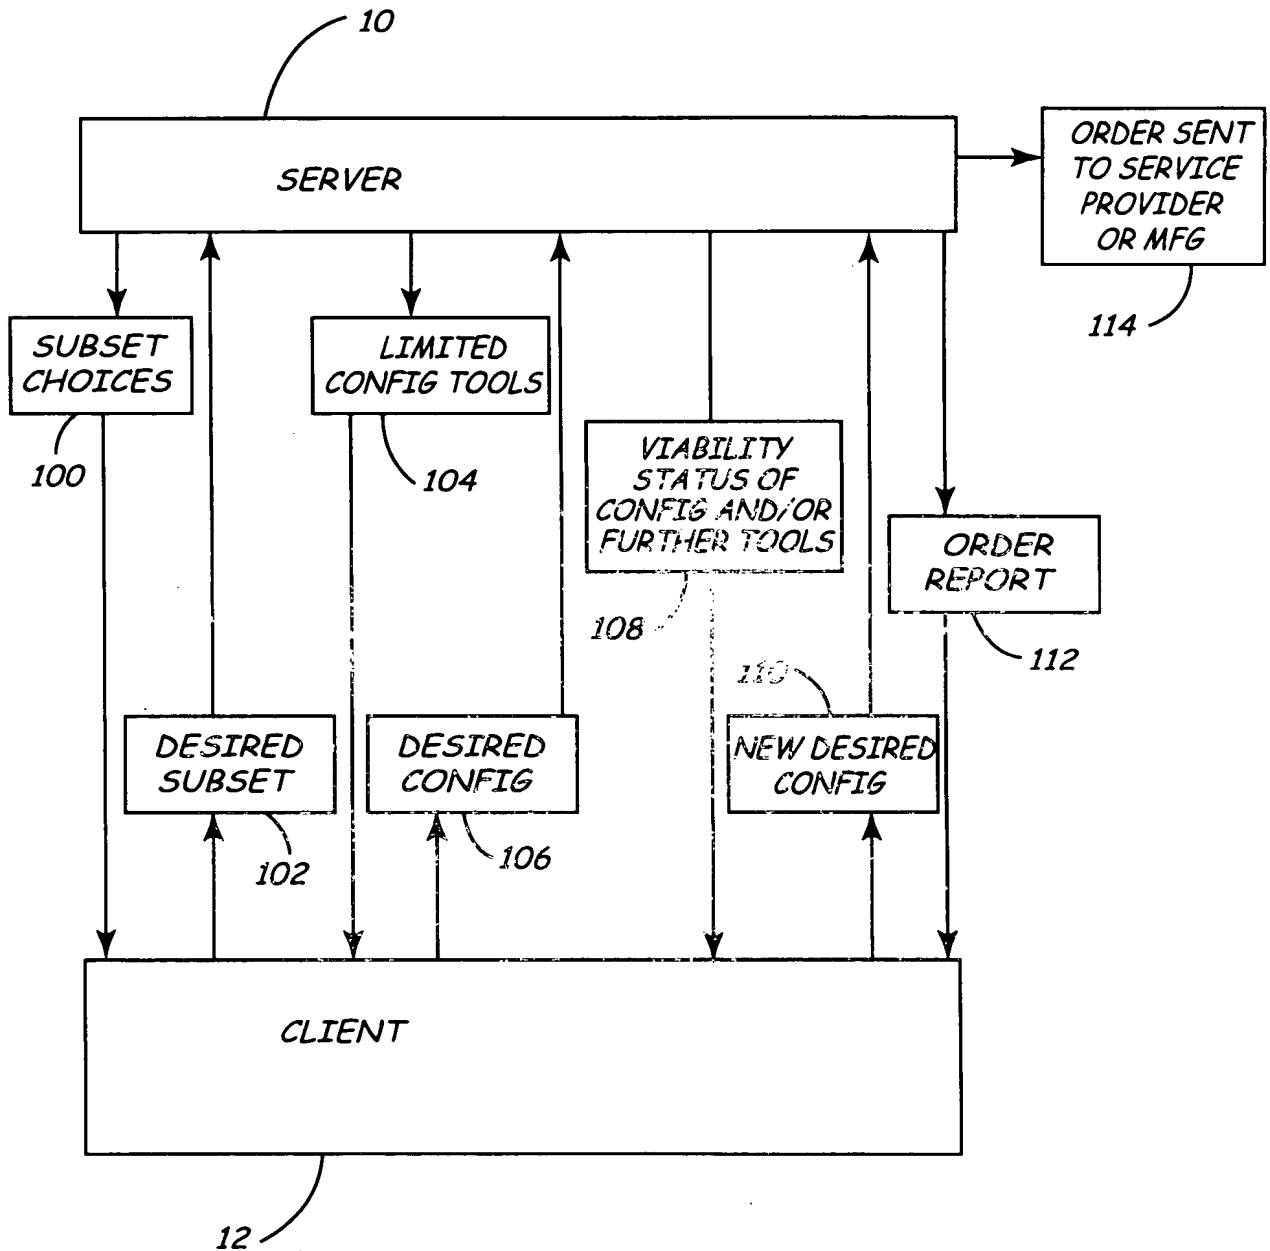 10
SERVER
ORDER SENT
TO SERVICE
PROVIDER
OR MFG
114
SUBSET
CHOICES
100
LIMITED
CONFIG TOOLS
104
VIABILITY
STATUS OF
CONFIG AND/OR
FURTHER TOOLS
108
ORDER
REPORT
112
110
DESIRED
SUBSET
102
DESIRED
CONFIG
106
NEW DESIRED
CONFIG
CLIENT
12